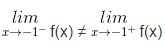 lim lim
x→−1⁻ f(x) ≠ x→−1⁺ f(x)